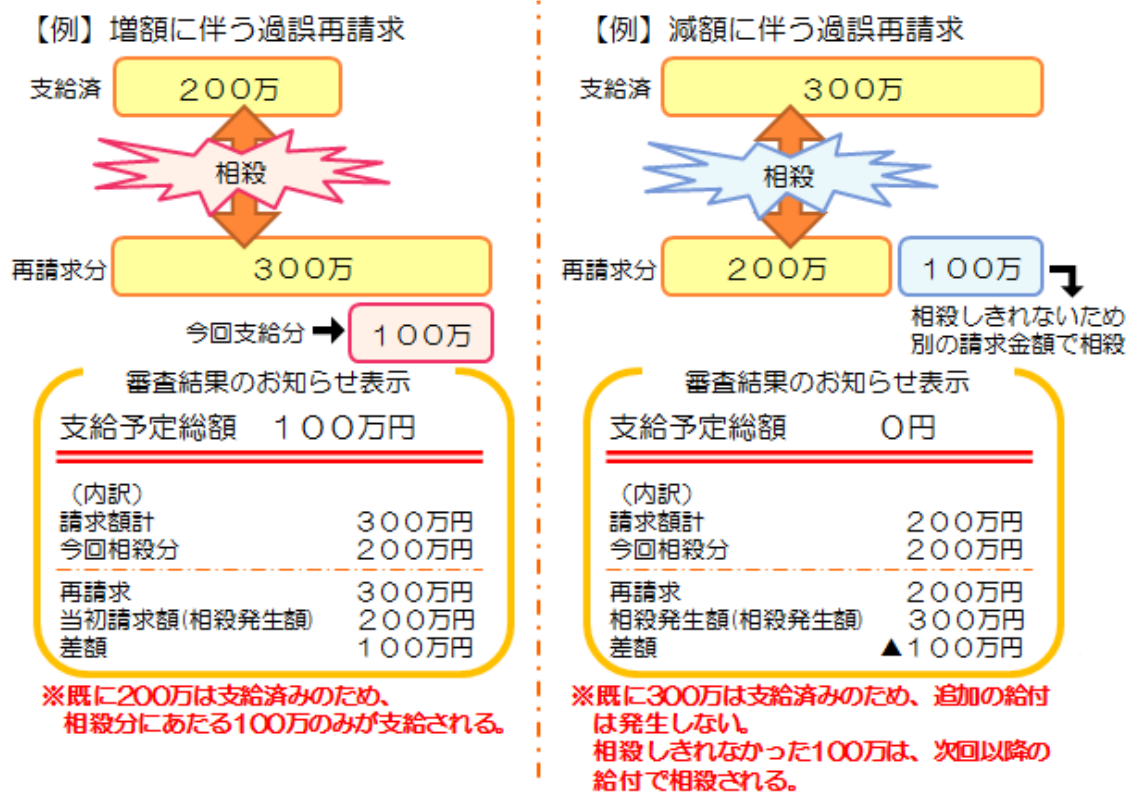 【例】増額に伴う過誤再請求
支給済
200万
相殺
再請求分
300万
今回支給分
100万
審査結果のお知らせ表示
支給予定総額 100万円
（内訳）
請求額計 300万円
今回相殺分 200万円
再請求 300万円
当初請求額(相殺発生額) 200万円
差額 100万円
※既に200万は支給済みのため、
相殺分にあたる100万のみが支給される。
【例】減額に伴う過誤再請求
支給済
300万
相殺
再請求分
200万
100万
相殺しきれないため
別の請求金額で相殺
審査結果のお知らせ表示
支給予定総額 0円
（内訳）
請求額計 200万円
今回相殺分 200万円
再請求 200万円
相殺発生額(相殺発生額) 300万円
差額 ▲100万円
※既に300万は支給済みのため、追加の給付
は発生しない。
相殺しきれなかった100万は、次回以降の
給付で相殺される。